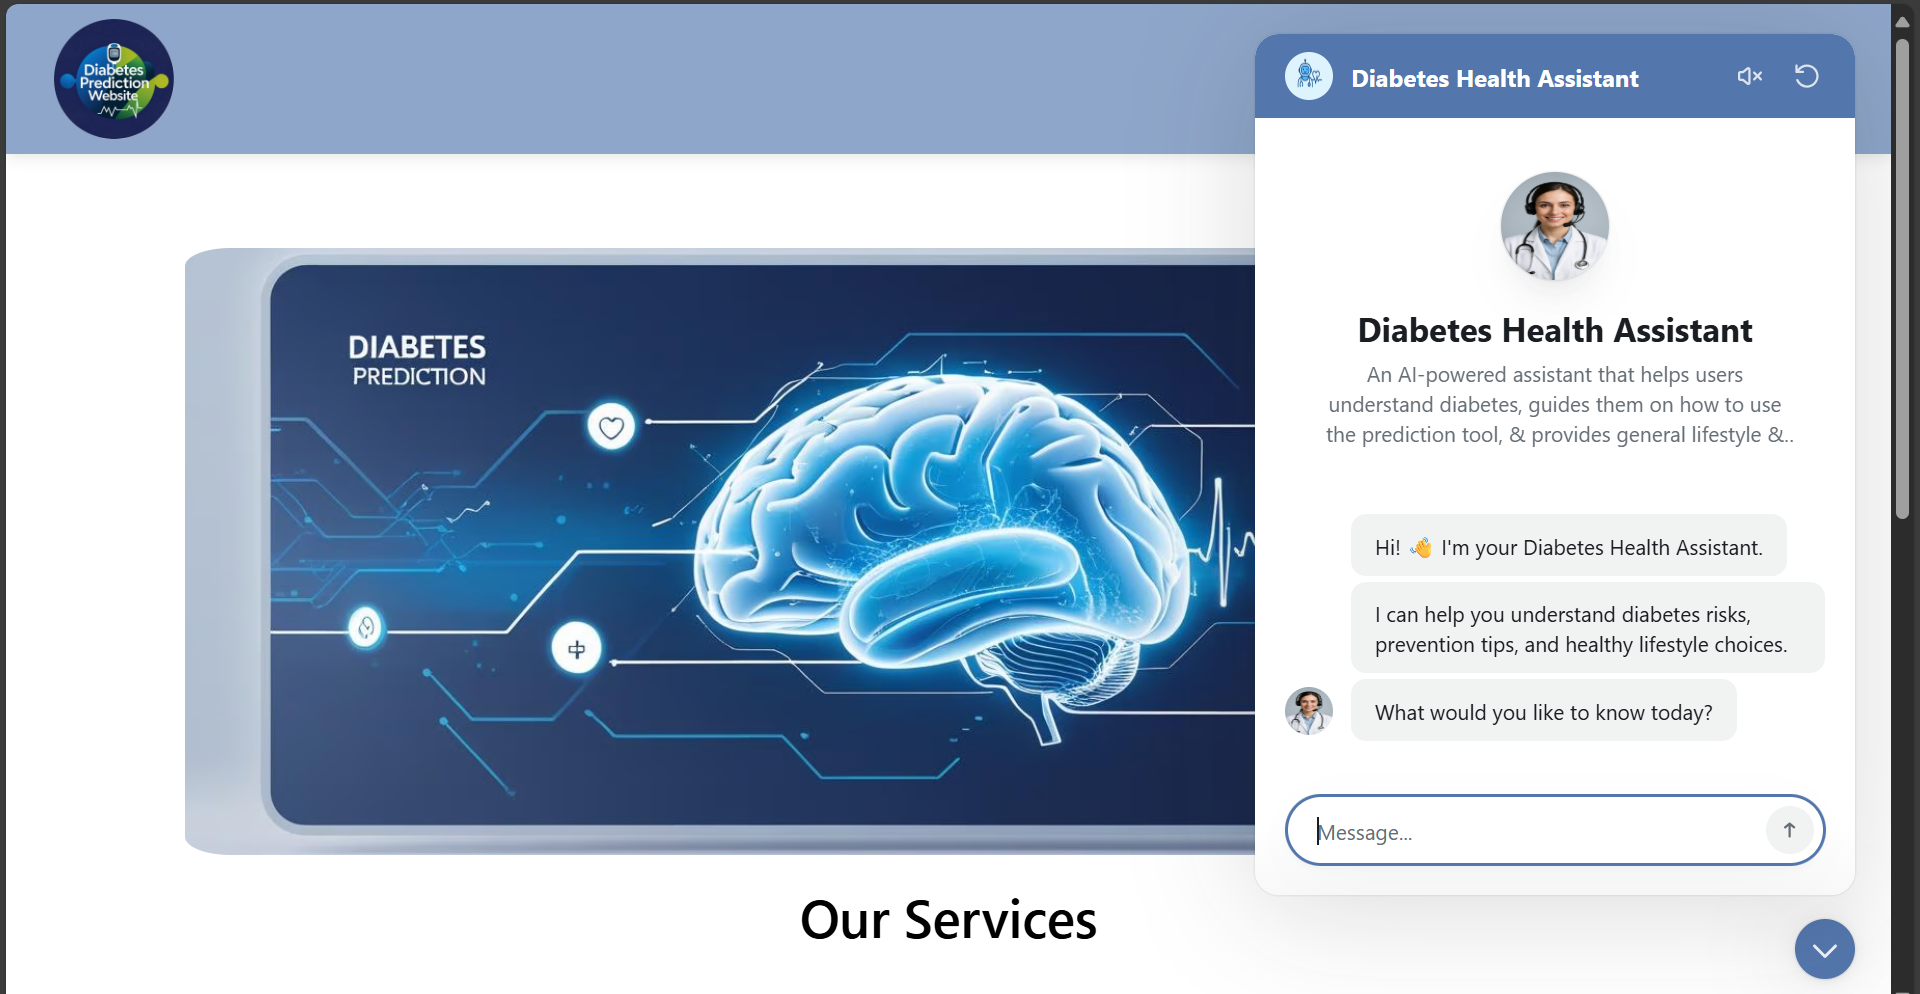 Diabetes
Prediction
Website
DIABETES
PREDICTION
Our Services
Diabetes Health Assistant
Diabetes Health Assistant
An AI-powered assistant that helps users
understand diabetes, guides them on how to use
the prediction tool, & provides general lifestyle &..
Hi! 👋 I'm your Diabetes Health Assistant.
I can help you understand diabetes risks,
prevention tips, and healthy lifestyle choices.
What would you like to know today?
Message...